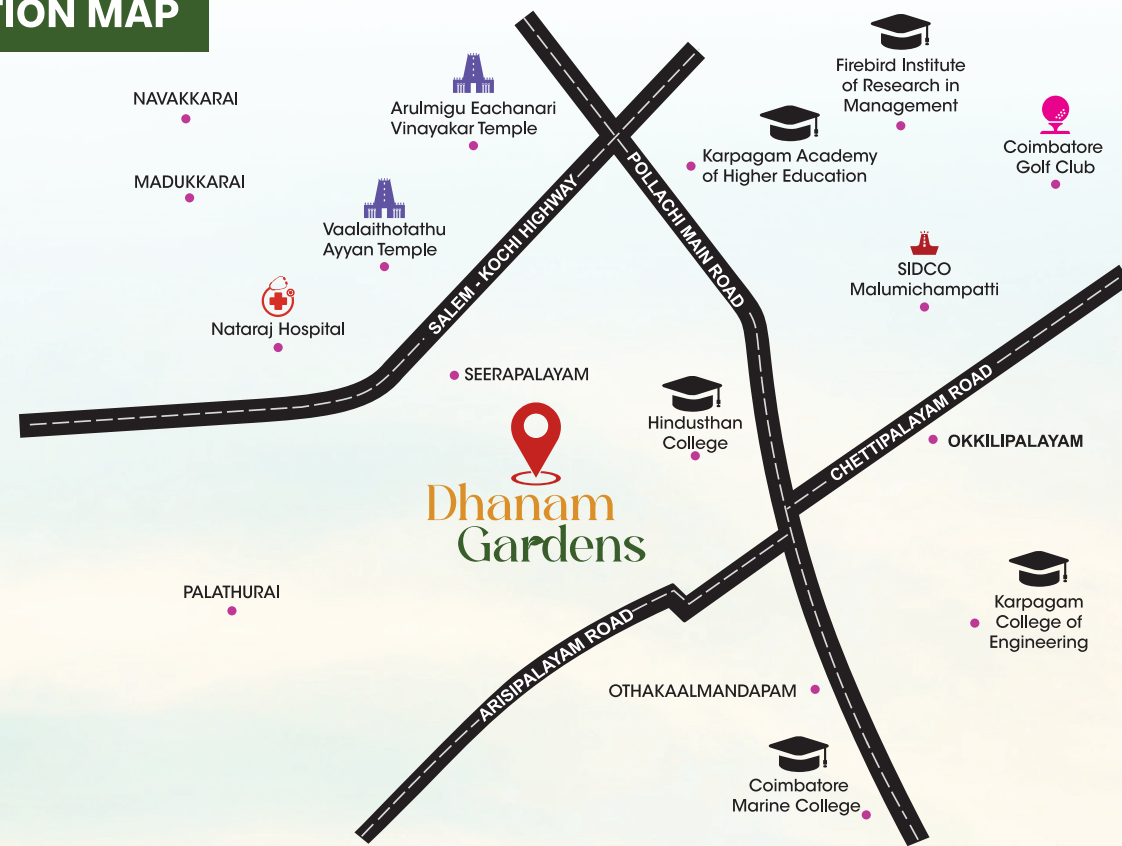 TION MAP
Firebird Institute
of Research in
Management
NAVAKKARAI
Arulmigu Eachanari
Vinayakar Temple
Coimbatore
Golf Club
Karpagam Academy
of Higher Education
MADUKKARAI
POLLACHI MAIN ROAD
Vaalaithotathu
Ayyan Temple
SALEM - KOCHI HIGHWAY
SIDCO
Malumichampatti
Nataraj Hospital
SEERAPALAYAM
Hindusthan
College
CHETTIPALAYAM ROAD
OKKILIPALAYAM
Dhanam
Gardens
PALATHURAI
Karpagam
College of
Engineering
ARISIPALAYAM ROAD
OTHAKAALMANDAPAM
Coimbatore
Marine College